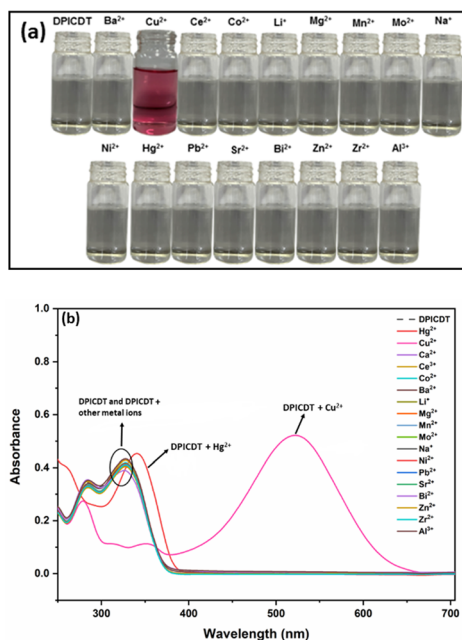 (a)
DPICDT Ba²⁺ Cu²⁺ Ce²⁺ Co²⁺ Li⁺ Mg²⁺ Mn²⁺ Mo²⁺ Na⁺
Ni²⁺ Hg²⁺ Pb²⁺ Sr²⁺ Bi²⁺ Zn²⁺ Zr²⁺ Al³⁺
(b)
1.0
0.8
0.6
0.4
0.2
0.0
Absorbance
DPICDT and DPICDT +
other metal ions
DPICDT + Hg²⁺
DPICDT + Cu²⁺
DPICDT
Hg²⁺
Cu²⁺
Ca²⁺
Ce³⁺
Co²⁺
Ba²⁺
Li⁺
Mg²⁺
Mn²⁺
Mo²⁺
Na⁺
Ni²⁺
Pb²⁺
Sr²⁺
Bi²⁺
Zn²⁺
Zr²⁺
Al³⁺
300 400 500 600 700
Wavelength (nm)